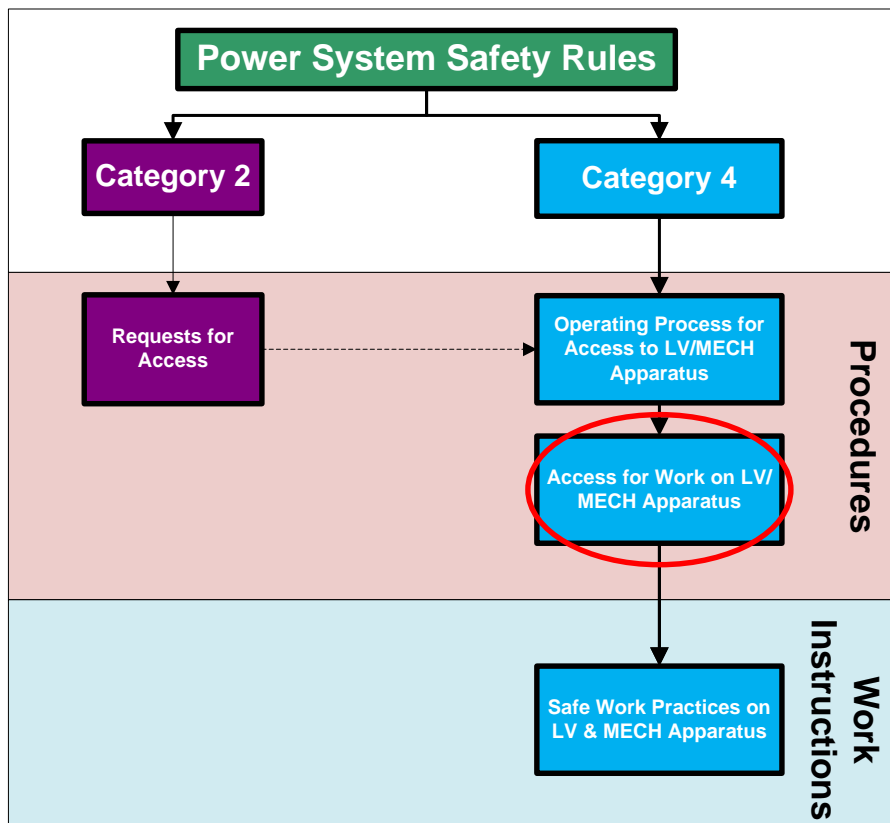 Power System Safety Rules
Category 2
Category 4
Requests for
Access
Operating Process for
Access to LV/MECH
Apparatus
Access for Work on LV/
MECH Apparatus
Procedures
Safe Work Practices on
LV & MECH Apparatus
Work
Instructions